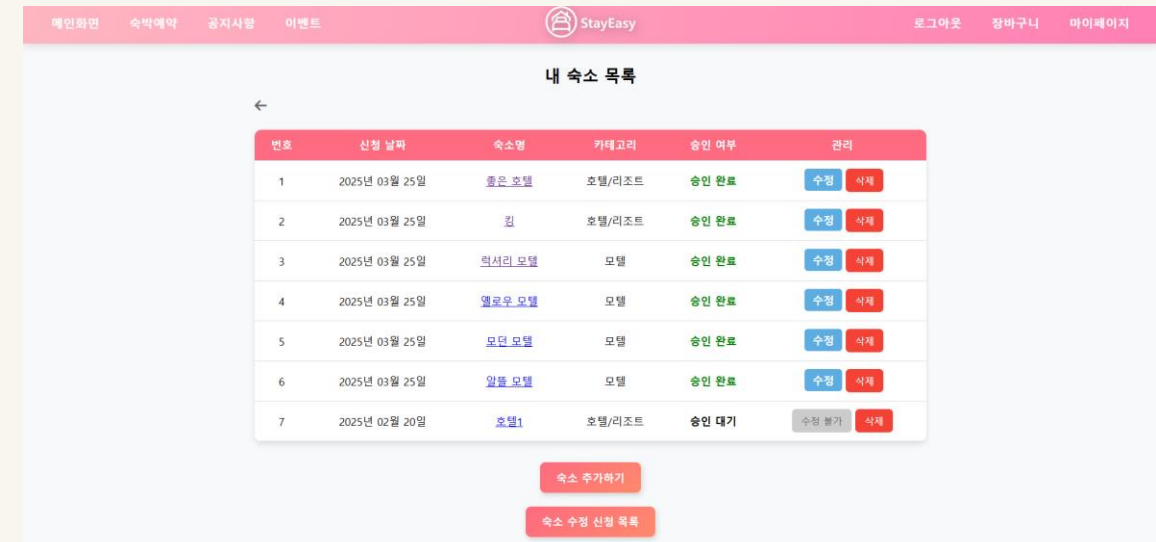 메인화면 숙박예약 공지사항 이벤트 StayEasy 로그아웃 장바구니 마이페이지
내 숙소 목록
←
번호 신청 날짜 숙소명 카테고리 승인 여부 관리
1 2025년 03월 25일 좋은 호텔 호텔/리조트 승인 완료 수정 삭제
2 2025년 03월 25일 킹 호텔/리조트 승인 완료 수정 삭제
3 2025년 03월 25일 럭셔리 모텔 모텔 승인 완료 수정 삭제
4 2025년 03월 25일 옐로우 모텔 모텔 승인 완료 수정 삭제
5 2025년 03월 25일 모던 모텔 모텔 승인 완료 수정 삭제
6 2025년 03월 25일 알뜰 모텔 모텔 승인 완료 수정 삭제
7 2025년 02월 20일 호텔1 호텔/리조트 승인 대기 수정 불가 삭제
숙소 추가하기
숙소 수정 신청 목록